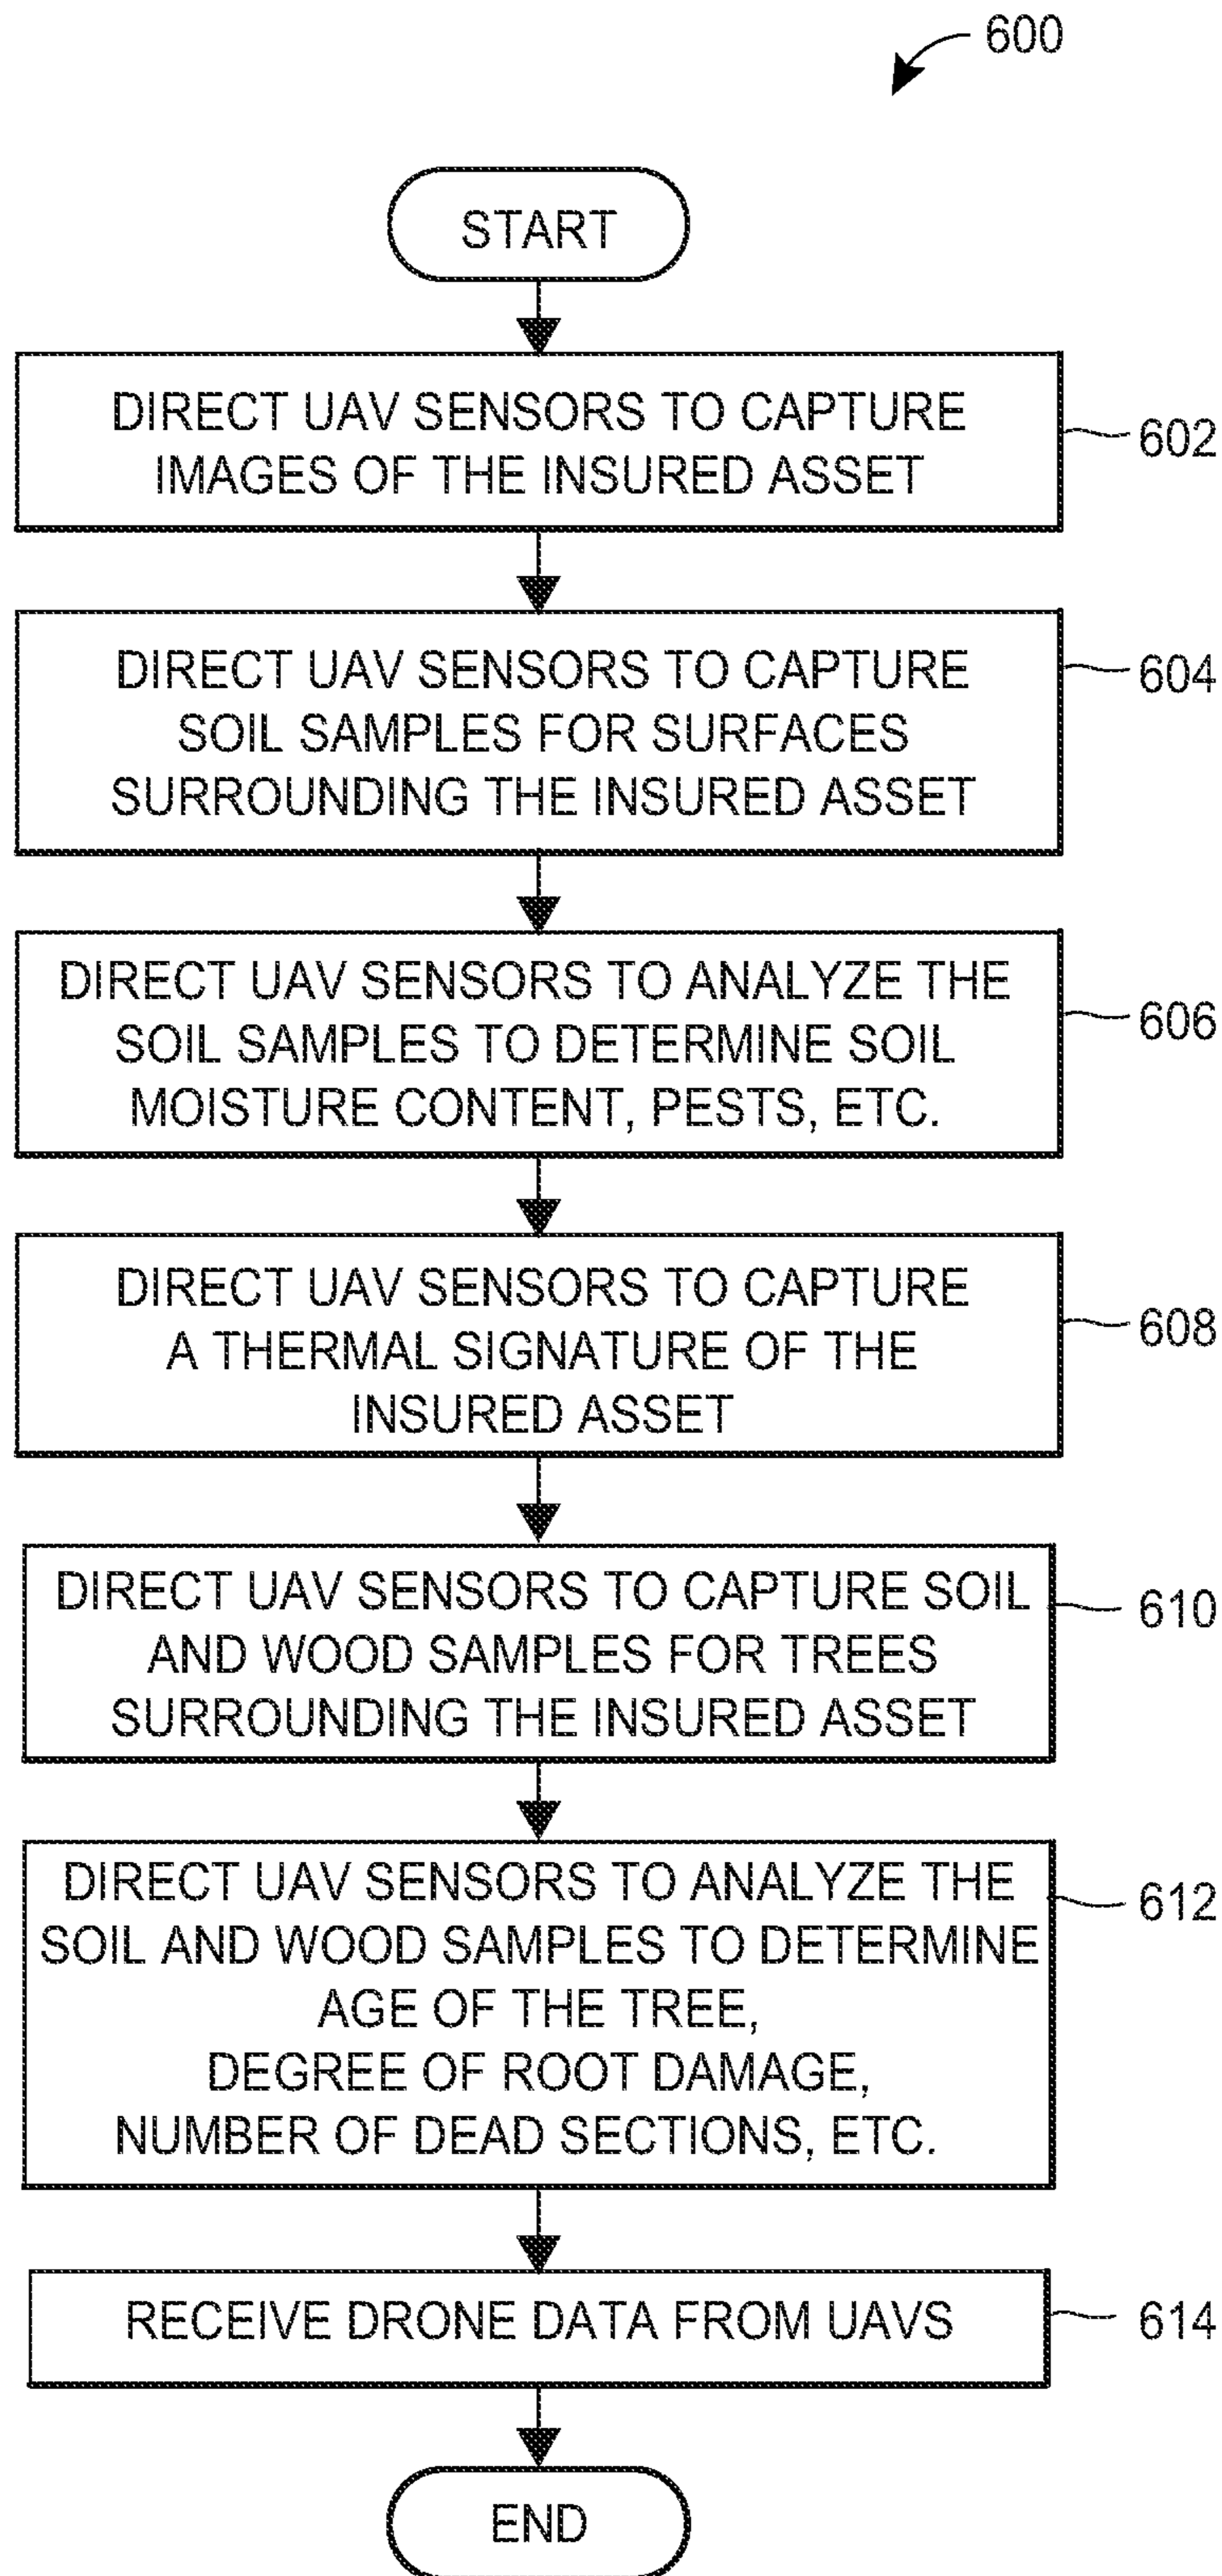 600
START
DIRECT UAV SENSORS TO CAPTURE
IMAGES OF THE INSURED ASSET
602
DIRECT UAV SENSORS TO CAPTURE
SOIL SAMPLES FOR SURFACES
SURROUNDING THE INSURED ASSET
604
DIRECT UAV SENSORS TO ANALYZE THE
SOIL SAMPLES TO DETERMINE SOIL
MOISTURE CONTENT, PESTS, ETC.
606
DIRECT UAV SENSORS TO CAPTURE
A THERMAL SIGNATURE OF THE
INSURED ASSET
608
DIRECT UAV SENSORS TO CAPTURE SOIL
AND WOOD SAMPLES FOR TREES
SURROUNDING THE INSURED ASSET
610
DIRECT UAV SENSORS TO ANALYZE THE
SOIL AND WOOD SAMPLES TO DETERMINE
AGE OF THE TREE,
DEGREE OF ROOT DAMAGE,
NUMBER OF DEAD SECTIONS, ETC.
612
RECEIVE DRONE DATA FROM UAVS
614
END